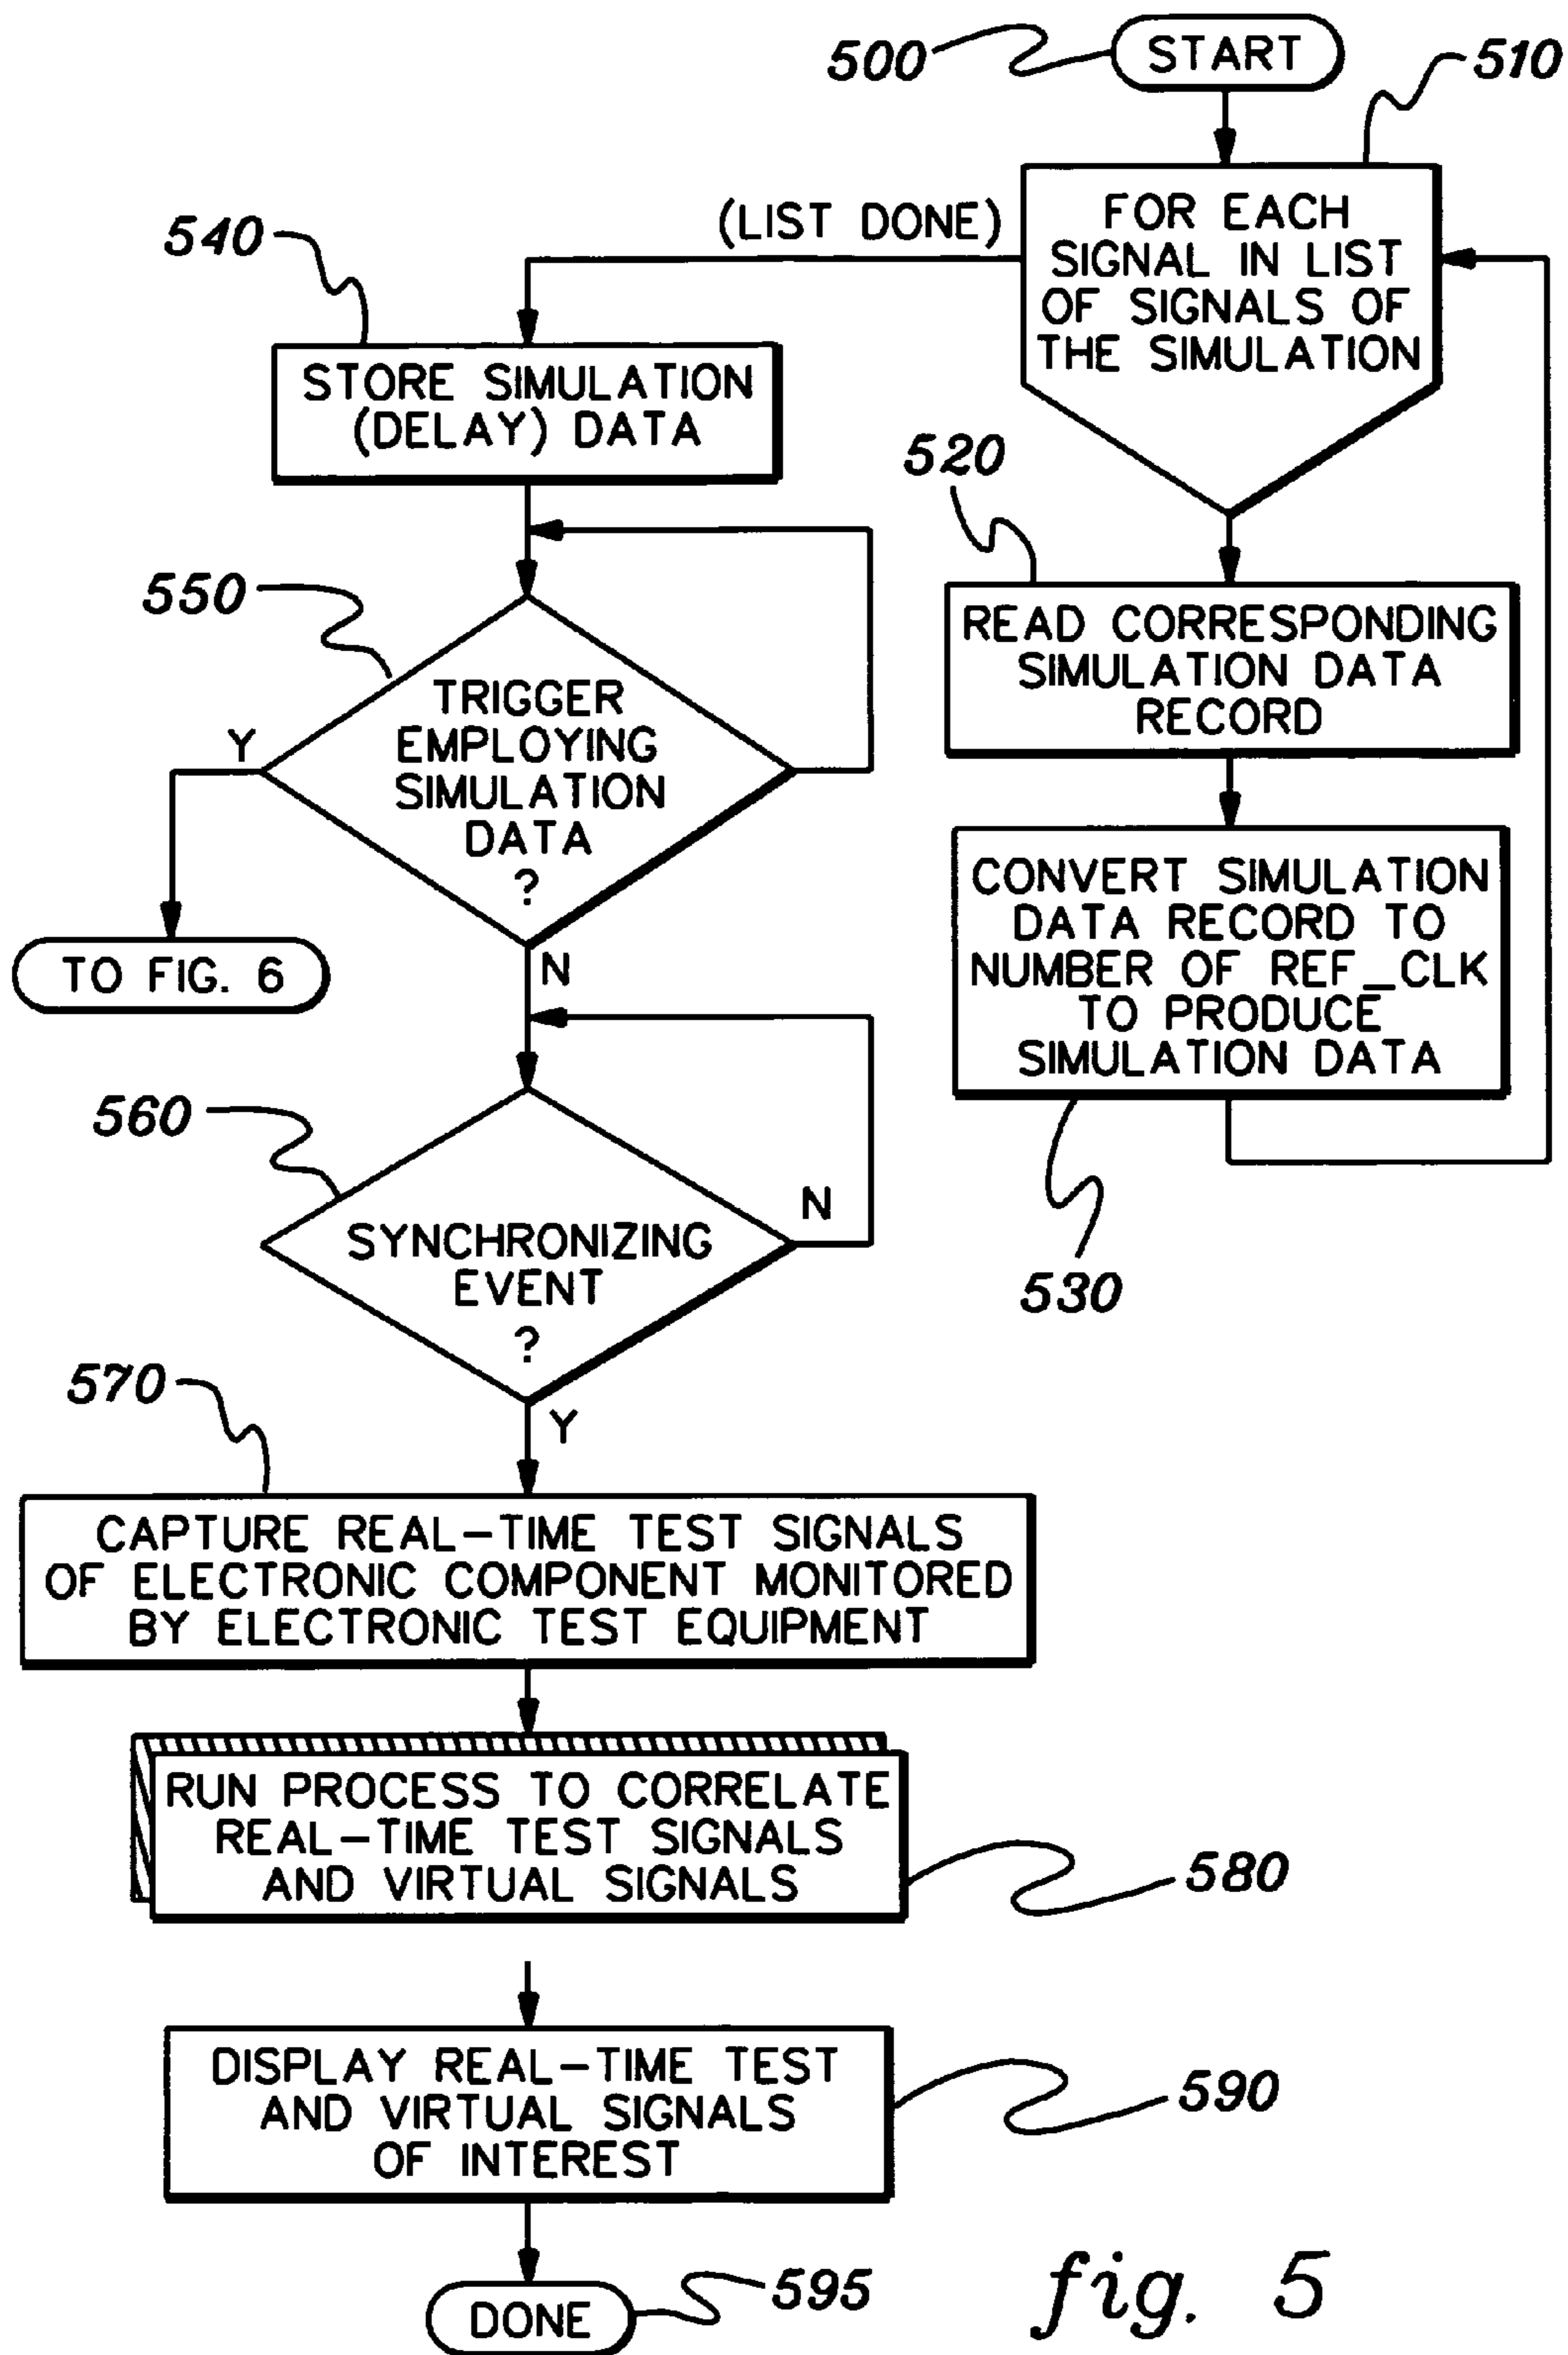 500
START
510
FOR EACH
SIGNAL IN LIST
OF SIGNALS OF
THE SIMULATION
(LIST DONE)
520
READ CORRESPONDING
SIMULATION DATA
RECORD
CONVERT SIMULATION
DATA RECORD TO
NUMBER OF REF_CLK
TO PRODUCE
SIMULATION DATA
530
540
STORE SIMULATION
(DELAY) DATA
550
TRIGGER
EMPLOYING
SIMULATION
DATA
?
Y
TO FIG. 6
N
560
SYNCHRONIZING
EVENT
?
N
Y
570
CAPTURE REAL-TIME TEST SIGNALS
OF ELECTRONIC COMPONENT MONITORED
BY ELECTRONIC TEST EQUIPMENT
RUN PROCESS TO CORRELATE
REAL-TIME TEST SIGNALS
AND VIRTUAL SIGNALS
580
DISPLAY REAL-TIME TEST
AND VIRTUAL SIGNALS
OF INTEREST
590
DONE
595
fig. 5